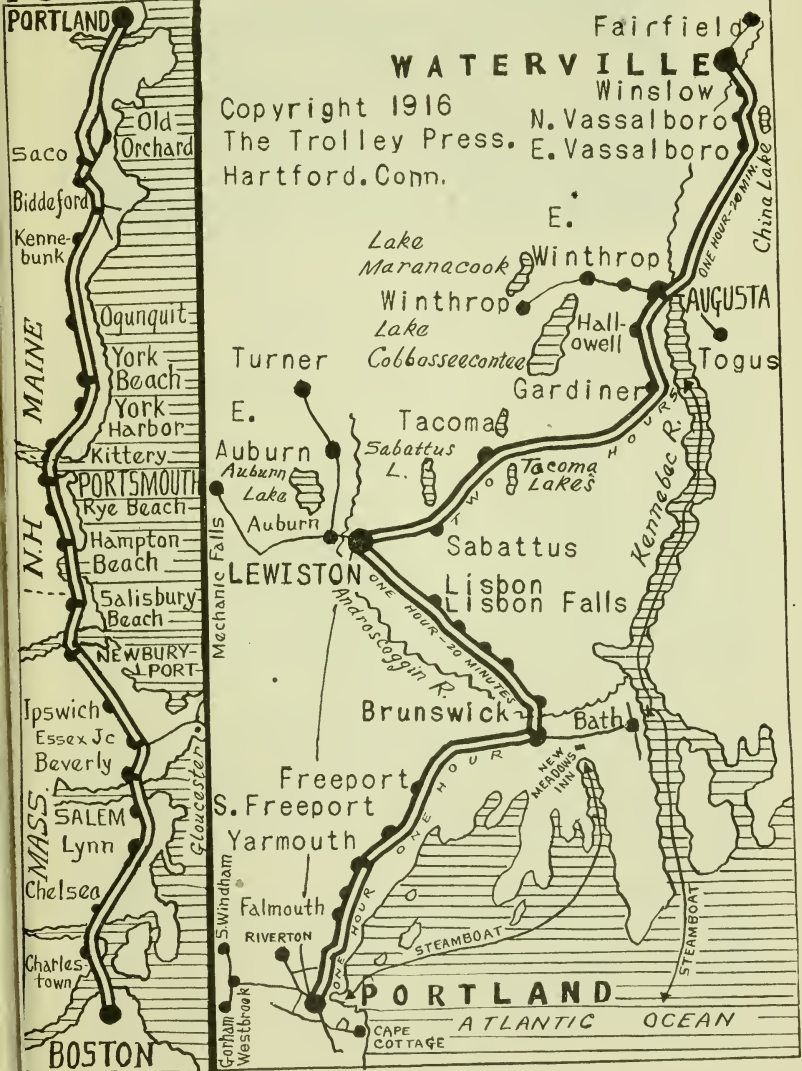 PORTLAND
Old
Orchard
Saco
Biddeford
Kenne-
bunk
Ogunquit
MAINE
York
Beach
York
Harbor
Kittery
PORTSMOUTH
Rye Beach
N.H
Hampton
Beach
Salisbury
Beach
NEWBURY-
PORT
Ipswich
Essex Jc
Beverly
Gloucester
MASS.
SALEM
Lynn
Chelsea
Charles-
town
BOSTON
Fairfield
WATERVILLE
Winslow
N. Vassalboro
E. Vassalboro
China Lake
ONE HOUR-20 MIN.
Copyright 1916
The Trolley Press.
Hartford. Conn.
E.
Winthrop
Lake
Maranacook
Winthrop
Lake
Cobbosseecontee
AUGUSTA
Hall-
owell
Togus
Gardiner
Turner
E.
Auburn
Auburn
Lake
Auburn
Mechanic Falls
Tacoma
Sabattus
L.
Tacoma
Lakes
TWO HOURS
Kennebec R.
Sabattus
LEWISTON
Lisbon
Lisbon Falls
ONE HOUR-20 MINUTES
Androscoggin R.
Brunswick
Bath
NEW
MEADOWS
INN
Freeport
S. Freeport
Yarmouth
ONE HOUR
ONE HOUR
ONE HOUR
Falmouth
RIVERTON
S. Windham
Gorham
Westbrook
STEAMBOAT
STEAMBOAT
PORTLAND
CAPE
COTTAGE
ATLANTIC OCEAN